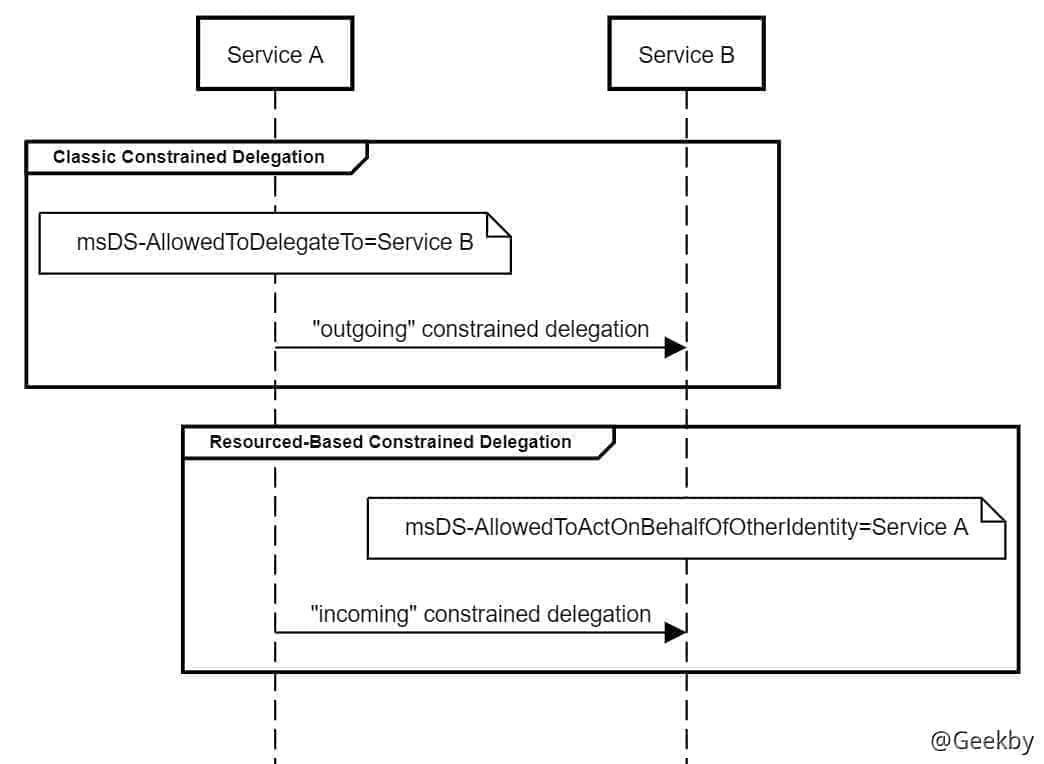 Service A
Service B
Classic Constrained Delegation
msDS-AllowedToDelegateTo=Service B
"outgoing" constrained delegation
Resourced-Based Constrained Delegation
msDS-AllowedToActOnBehalfOfOtherIdentity=Service A
"incoming" constrained delegation
@Geekby